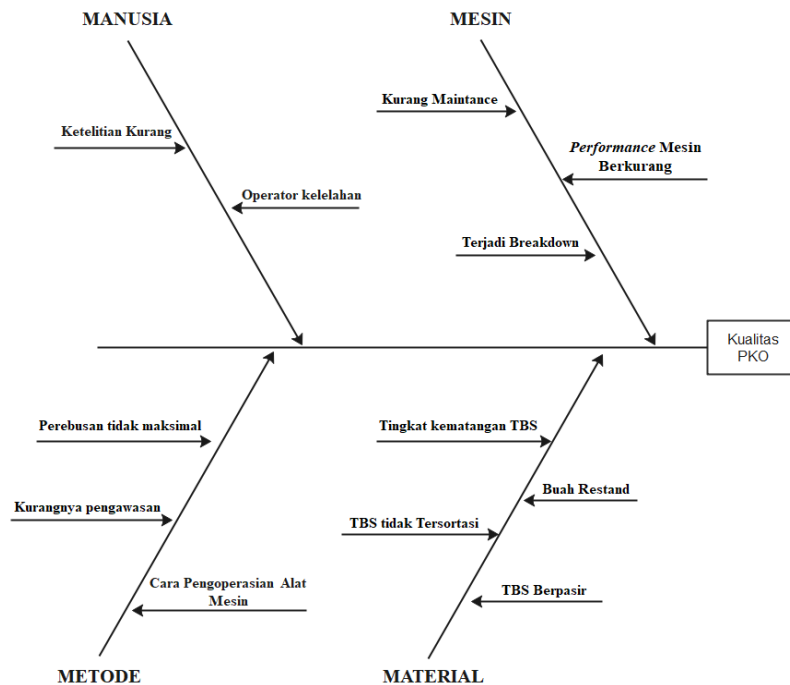 MANUSIA
MESIN
Kurang Maintance
Ketelitian Kurang
Performance Mesin
Berkurang
Operator kelelahan
Terjadi Breakdown
Kualitas
PKO
Perebusan tidak maksimal
Tingkat kematangan TBS
Buah Restand
Kurangnya pengawasan
TBS tidak Tersortasi
Cara Pengoperasian Alat
Mesin
TBS Berpasir
METODE
MATERIAL